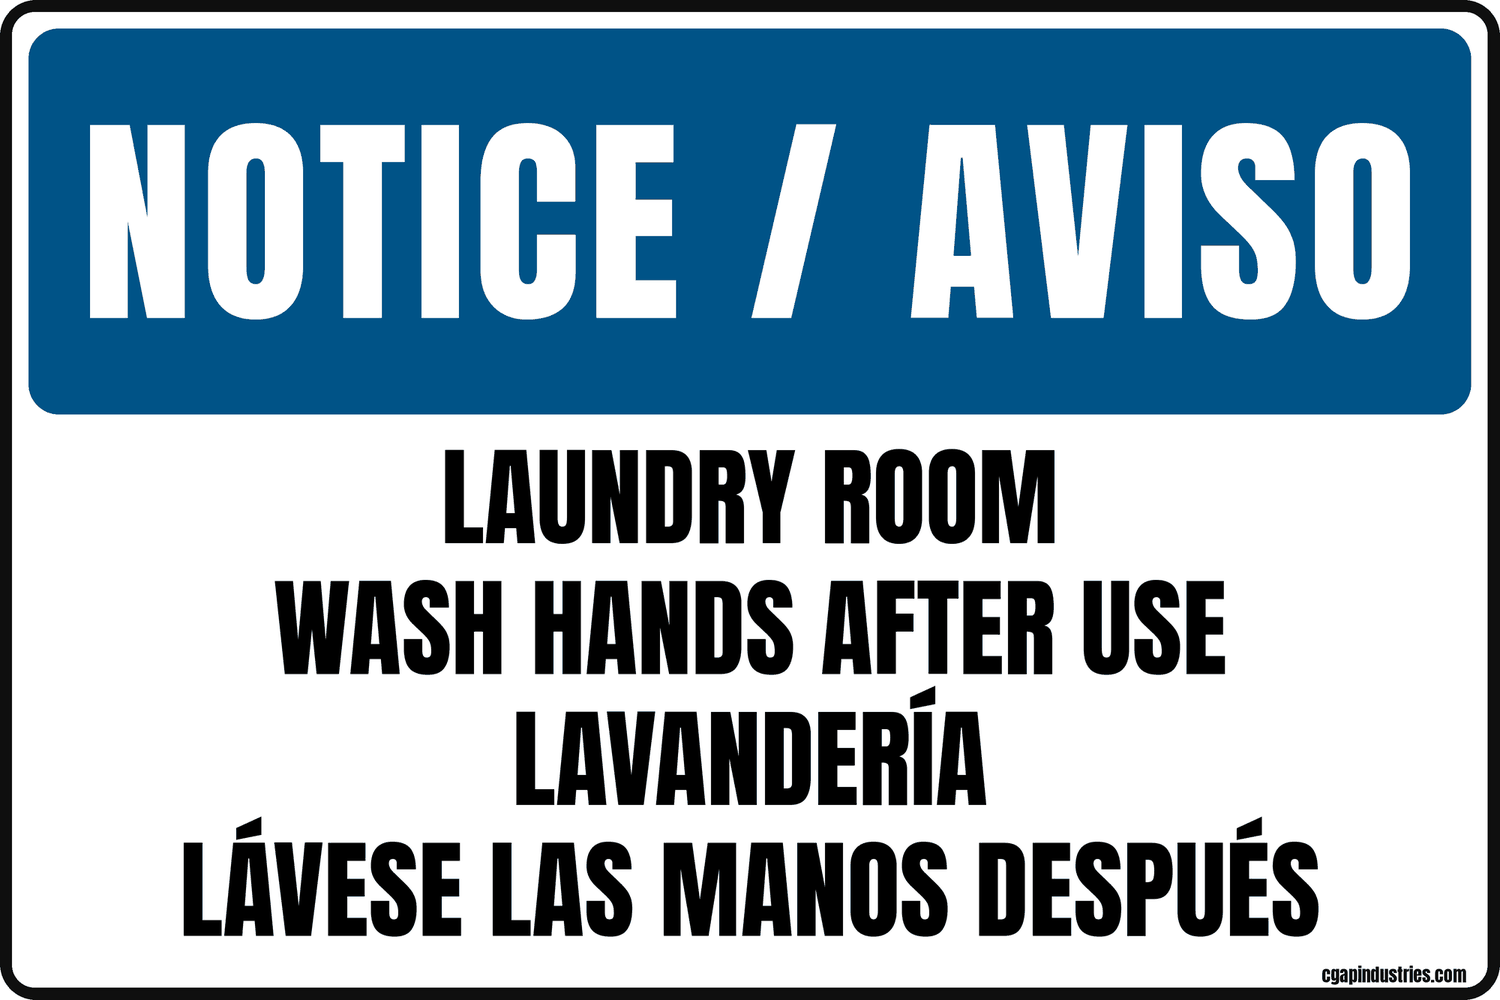 NOTICE / AVISO
LAUNDRY ROOM
WASH HANDS AFTER USE
LAVANDERÍA
LÁVESE LAS MANOS DESPUÉS
cgapindustries.com